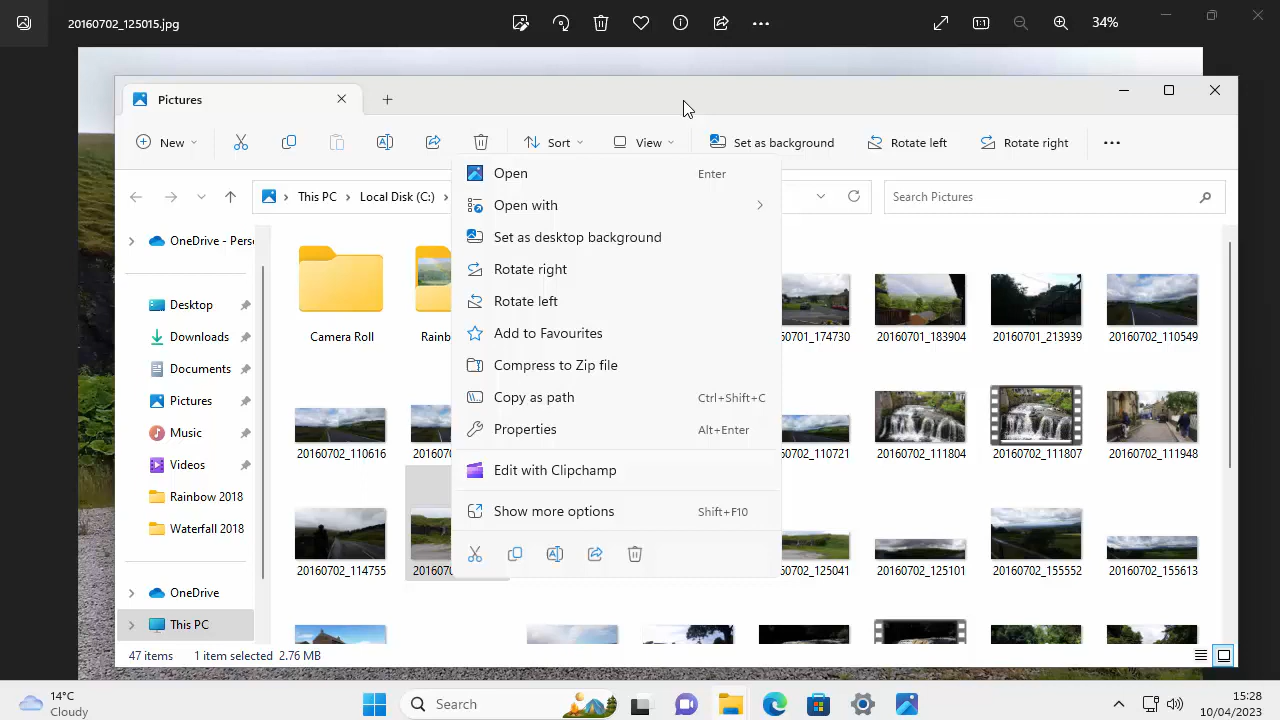 20160702_125015.jpg
34%
Pictures
New
Sort
View
Set as background
Rotate left
Rotate right
This PC
Local Disk (C:)
Search Pictures
Open Enter
Open with
Set as desktop background
Rotate right
Rotate left
Add to Favourites
Compress to Zip file
Copy as path Ctrl+Shift+C
Properties Alt+Enter
Edit with Clipchamp
Show more options Shift+F10
OneDrive - Pers
Desktop
Downloads
Documents
Pictures
Music
Videos
Rainbow 2018
Waterfall 2018
OneDrive
This PC
Camera Roll
Rainb
701_174730
20160701_183904
20160701_213939
20160702_110549
20160702_110616
201607
702_110721
20160702_111804
20160702_111807
20160702_111948
20160702_114755
201607
702_125041
20160702_125101
20160702_155552
20160702_155613
47 items
1 item selected 2.76 MB
14°C
Cloudy
Search
15:28
10/04/2023